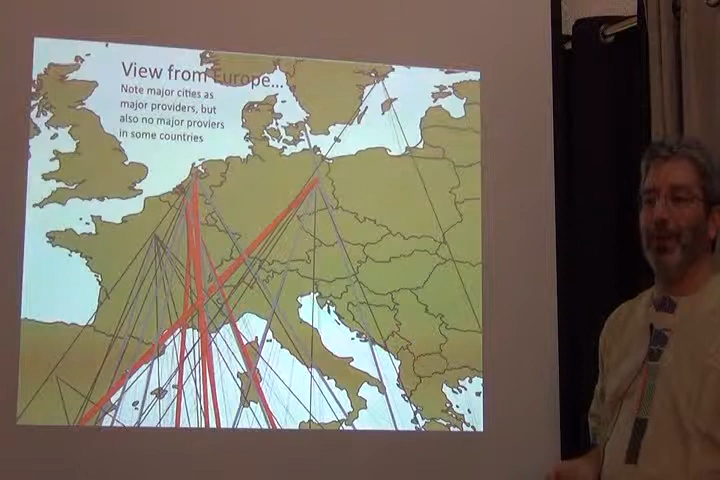 View from Europe...
Note major cities as
major providers, but
also no major proviers
in some countries